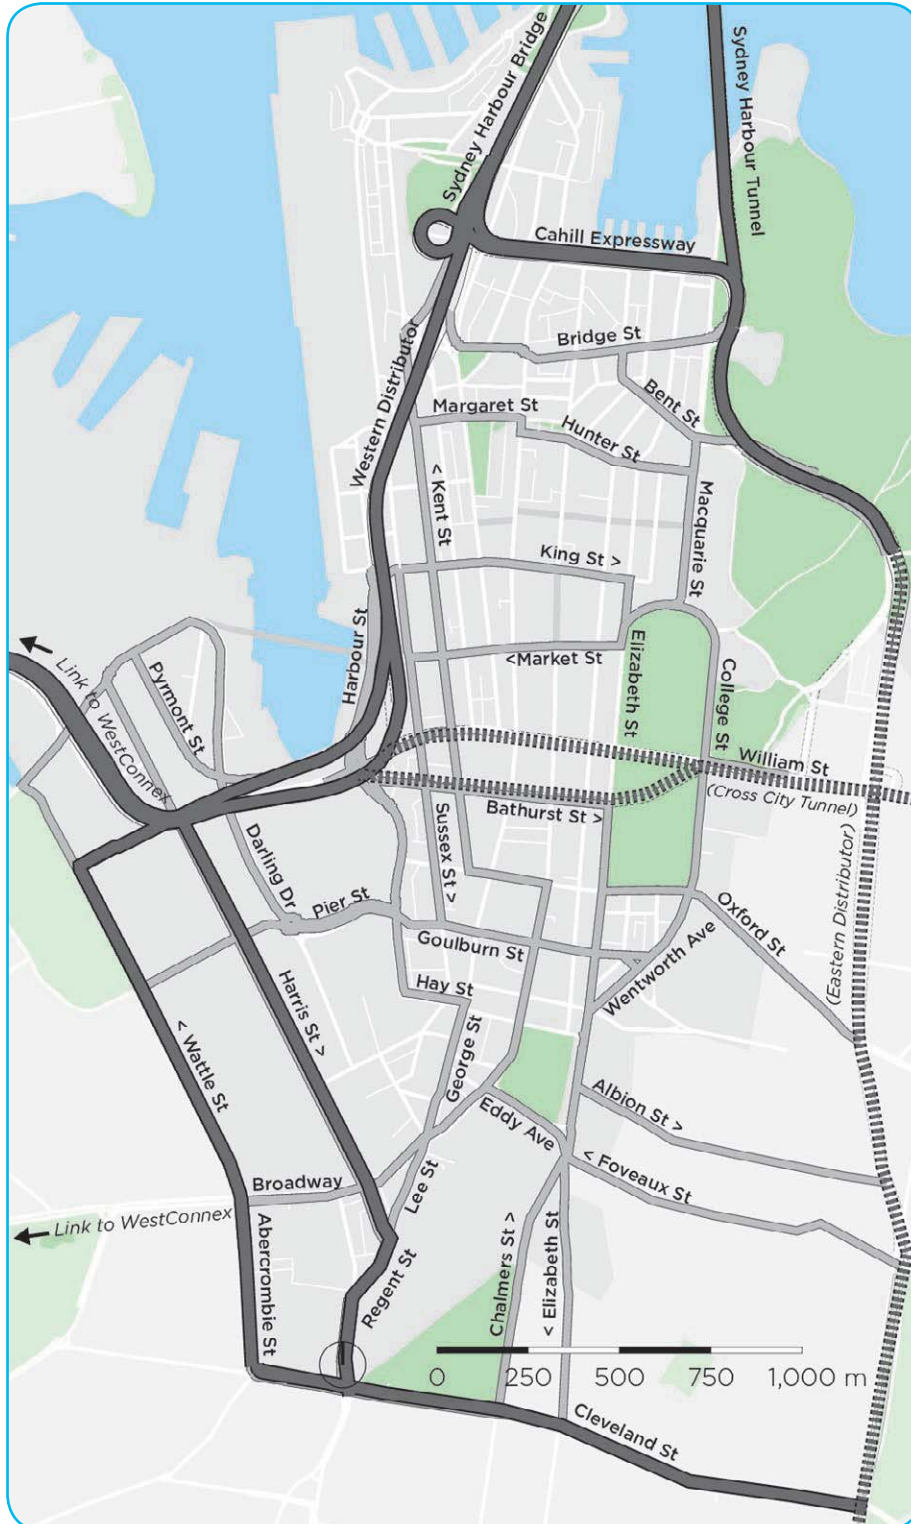 Sydney Harbour Bridge
Sydney Harbour Tunnel
Cahill Expressway
Bridge St
Western Distributor
Bent St
Margaret St
Hunter St
< Kent St
Macquarie St
King St >
Harbour St
Elizabeth St
<Market St
College St
Link to WestConnex
Pyrmont St
William St
(Cross City Tunnel)
Bathurst St >
Sussex St >
Darling Dr
Pier St
Oxford St
(Eastern Distributor)
Goulburn St
Wentworth Ave
Hay St
Harris St >
George St
< Wattle St
Albion St >
Eddy Ave
< Foveaux St
Broadway
Lee St
Link to WestConnex
Abercrombie St
Regent St
Chalmers St >
< Elizabeth St
0 250 500 750 1,000 m
Cleveland St